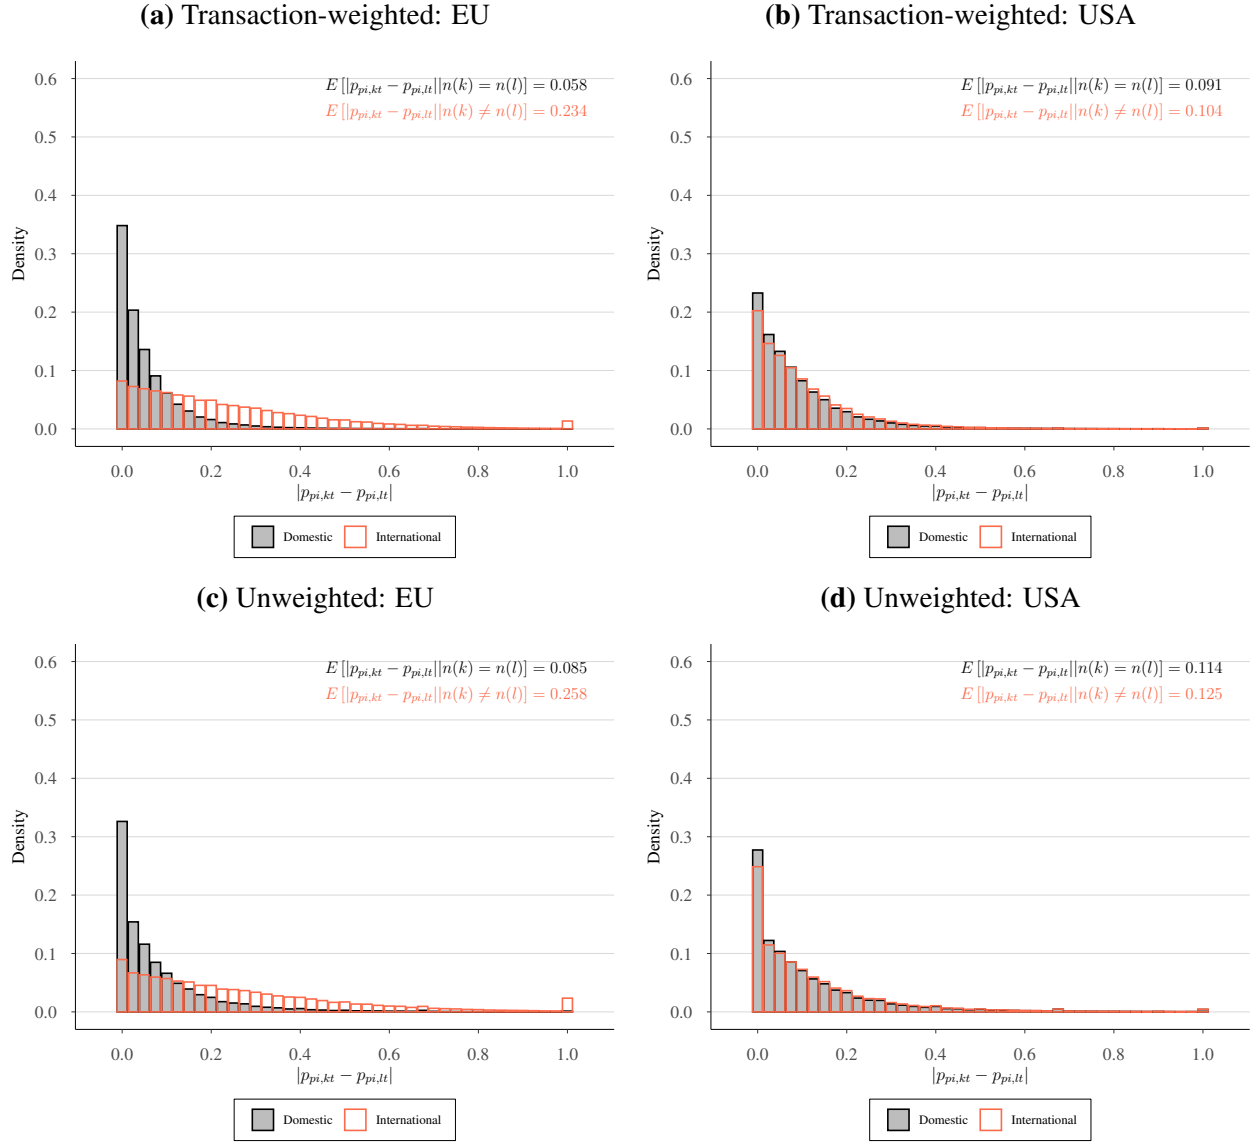 (a) Transaction-weighted: EU
E [|p_{pi,kt} − p_{pi,lt}||n(k) = n(l)] = 0.058
E [|p_{pi,kt} − p_{pi,lt}||n(k) ≠ n(l)] = 0.234
0.6
0.5
0.4
0.3
0.2
0.1
0.0
Density
0.0 0.2 0.4 0.6 0.8 1.0
|p_{pi,kt} − p_{pi,lt}|
Domestic International
(b) Transaction-weighted: USA
E [|p_{pi,kt} − p_{pi,lt}||n(k) = n(l)] = 0.091
E [|p_{pi,kt} − p_{pi,lt}||n(k) ≠ n(l)] = 0.104
0.6
0.5
0.4
0.3
0.2
0.1
0.0
Density
0.0 0.2 0.4 0.6 0.8 1.0
|p_{pi,kt} − p_{pi,lt}|
Domestic International
(c) Unweighted: EU
E [|p_{pi,kt} − p_{pi,lt}||n(k) = n(l)] = 0.085
E [|p_{pi,kt} − p_{pi,lt}||n(k) ≠ n(l)] = 0.258
0.6
0.5
0.4
0.3
0.2
0.1
0.0
Density
0.0 0.2 0.4 0.6 0.8 1.0
|p_{pi,kt} − p_{pi,lt}|
Domestic International
(d) Unweighted: USA
E [|p_{pi,kt} − p_{pi,lt}||n(k) = n(l)] = 0.114
E [|p_{pi,kt} − p_{pi,lt}||n(k) ≠ n(l)] = 0.125
0.6
0.5
0.4
0.3
0.2
0.1
0.0
Density
0.0 0.2 0.4 0.6 0.8 1.0
|p_{pi,kt} − p_{pi,lt}|
Domestic International